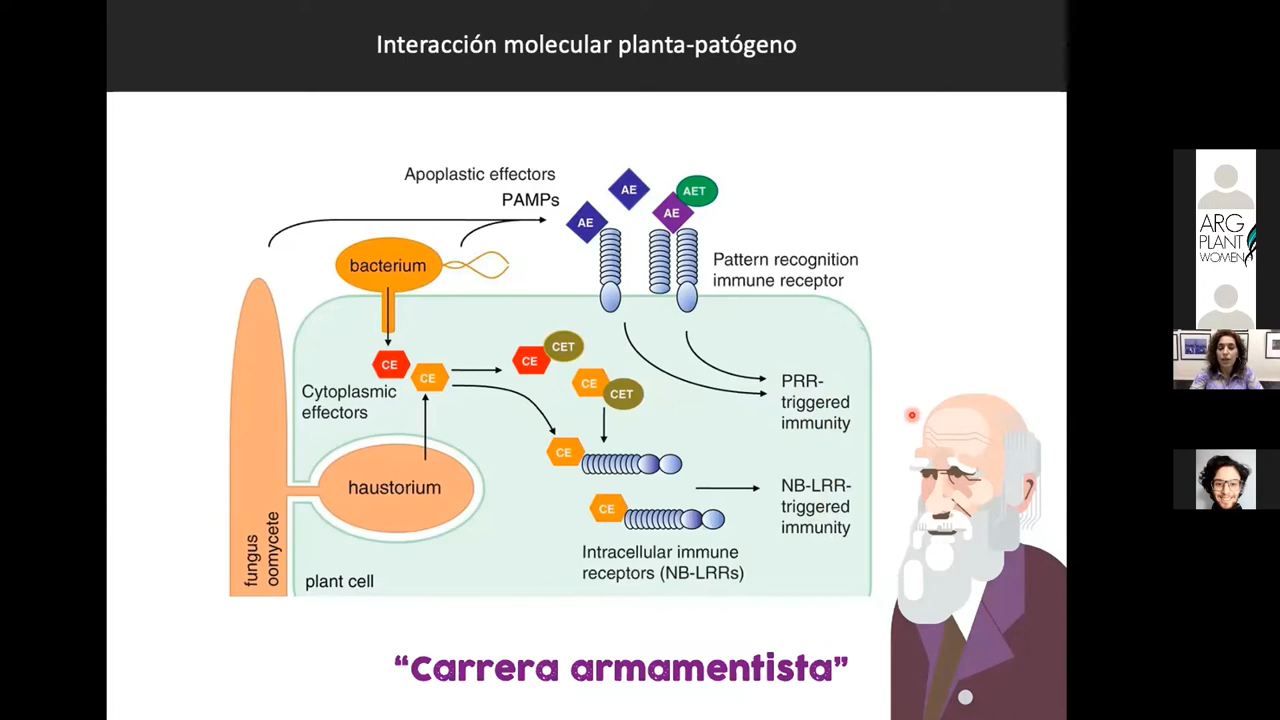 Interacción molecular planta-patógeno
Apoplastic effectors
PAMPs
AE
AE
AE
AET
bacterium
Pattern recognition
immune receptor
CE
CE
CE
CET
CE
CET
Cytoplasmic
effectors
PRR-
triggered
immunity
CE
haustorium
NB-LRR-
triggered
immunity
CE
Intracellular immune
receptors (NB-LRRs)
fungus
oomycete
plant cell
“Carrera armamentista”
ARG
PLANT
WOMEN